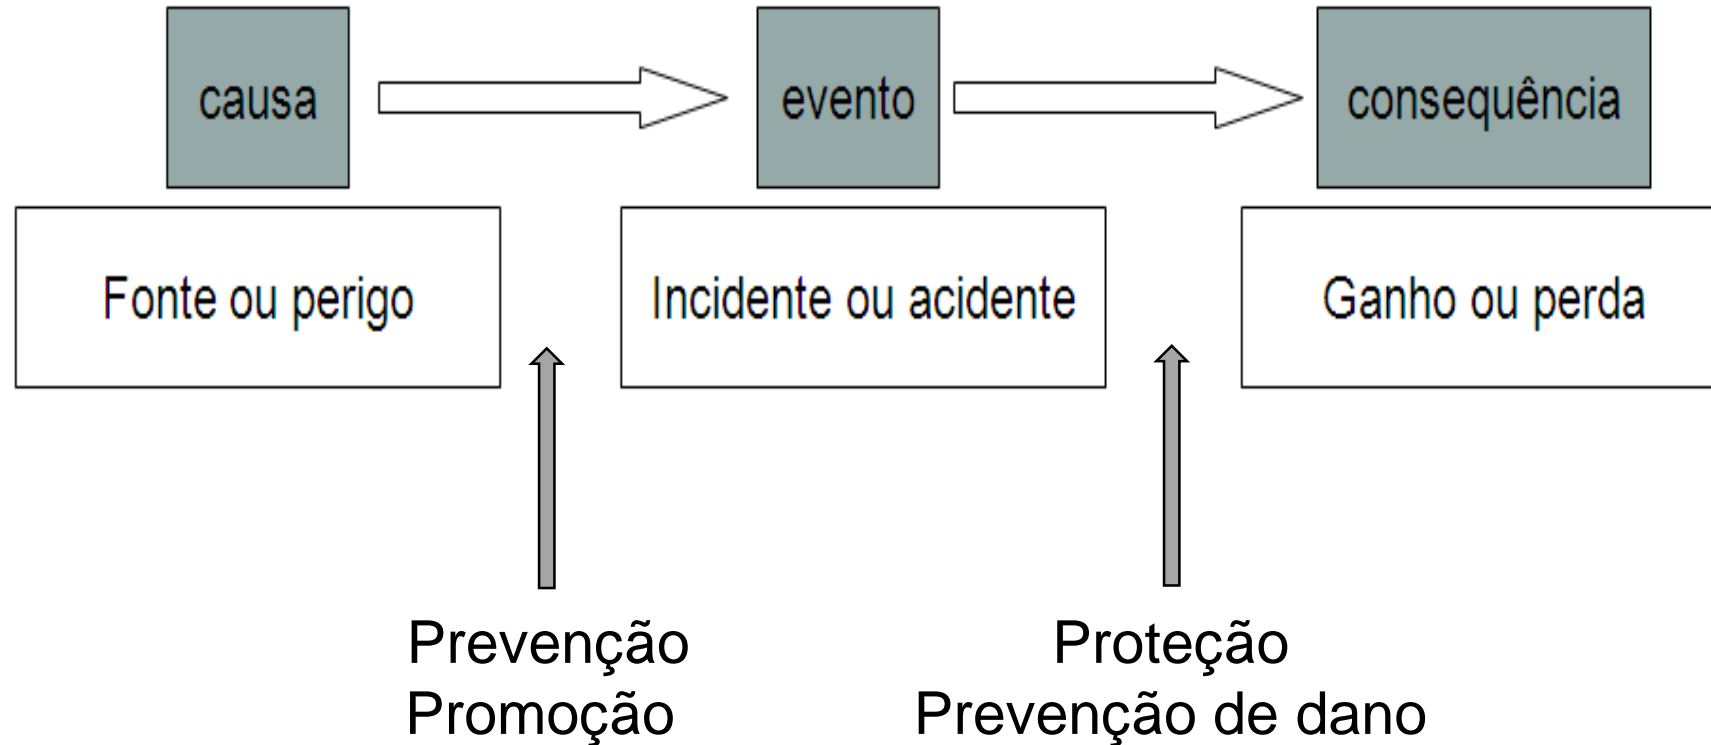 causa
evento
consequência
Fonte ou perigo
Incidente ou acidente
Ganho ou perda
Prevenção
Promoção
Proteção
Prevenção de dano